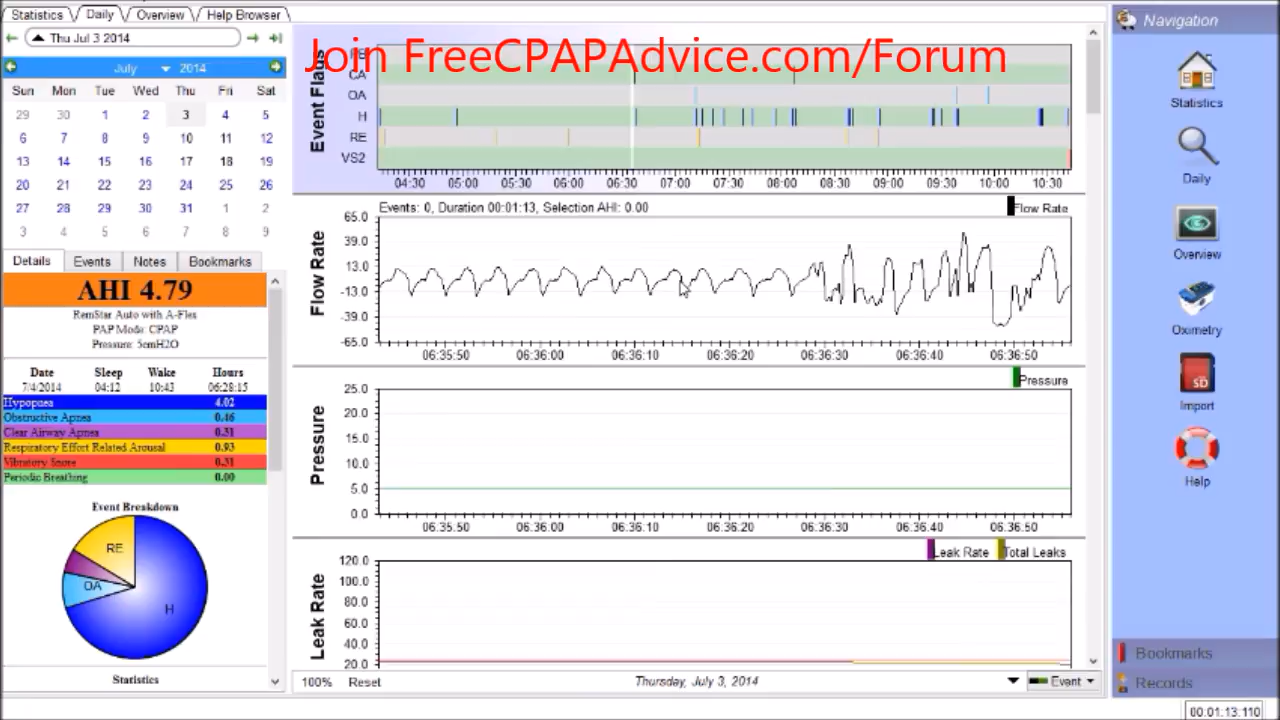 Statistics Daily Overview Help Browser
Thu Jul 3 2014
July 2014
Sun Mon Tue Wed Thu Fri Sat
29 30 1 2 3 4 5
6 7 8 9 10 11 12
13 14 15 16 17 18 19
20 21 22 23 24 25 26
27 28 29 30 31 1 2
3 4 5 6 7 8 9
Details Events Notes Bookmarks
AHI 4.79
RemStar Auto with A-Flex
PAP Mode: CPAP
Pressure: 5cmH2O
Date Sleep Wake Hours
7/4/2014 04:12 10:43 06:28:15
Hypopnea 4.02
Obstructive Apnea 0.46
Clear Airway Apnea 0.31
Respiratory Effort Related Arousal 0.93
Vibratory Snore 0.31
Periodic Breathing 0.00
Event Breakdown
RE
OA
H
Statistics
Join FreeCPAPAdvice.com/Forum
Event Flags
CA
OA
H
RE
VS2
04:30 05:00 05:30 06:00 06:30 07:00 07:30 08:00 08:30 09:00 09:30 10:00 10:30
Events: 0, Duration 00:01:13, Selection AHI: 0.00
Flow Rate
Flow Rate
65.0
39.0
13.0
-13.0
-39.0
-65.0
06:35:50 06:36:00 06:36:10 06:36:20 06:36:30 06:36:40 06:36:50
Pressure
Pressure
25.0
20.0
15.0
10.0
5.0
0.0
06:35:50 06:36:00 06:36:10 06:36:20 06:36:30 06:36:40 06:36:50
Leak Rate Total Leaks
Leak Rate
120.0
100.0
80.0
60.0
40.0
20.0
100% Reset Thursday, July 3, 2014 Event
Navigation
Statistics
Daily
Overview
Oximetry
SD
Import
Help
Bookmarks
Records
00:01:13.110